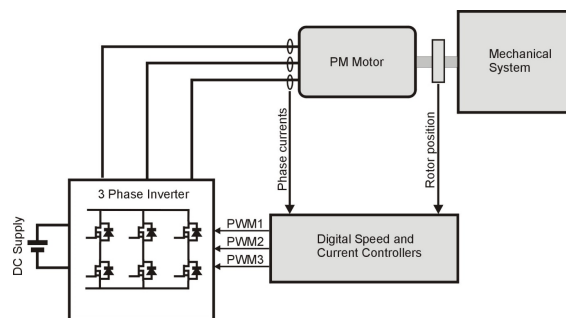 PM Motor
Mechanical
System
Phase currents
Rotor position
3 Phase Inverter
DC Supply
PWM1
PWM2
PWM3
Digital Speed and
Current Controllers